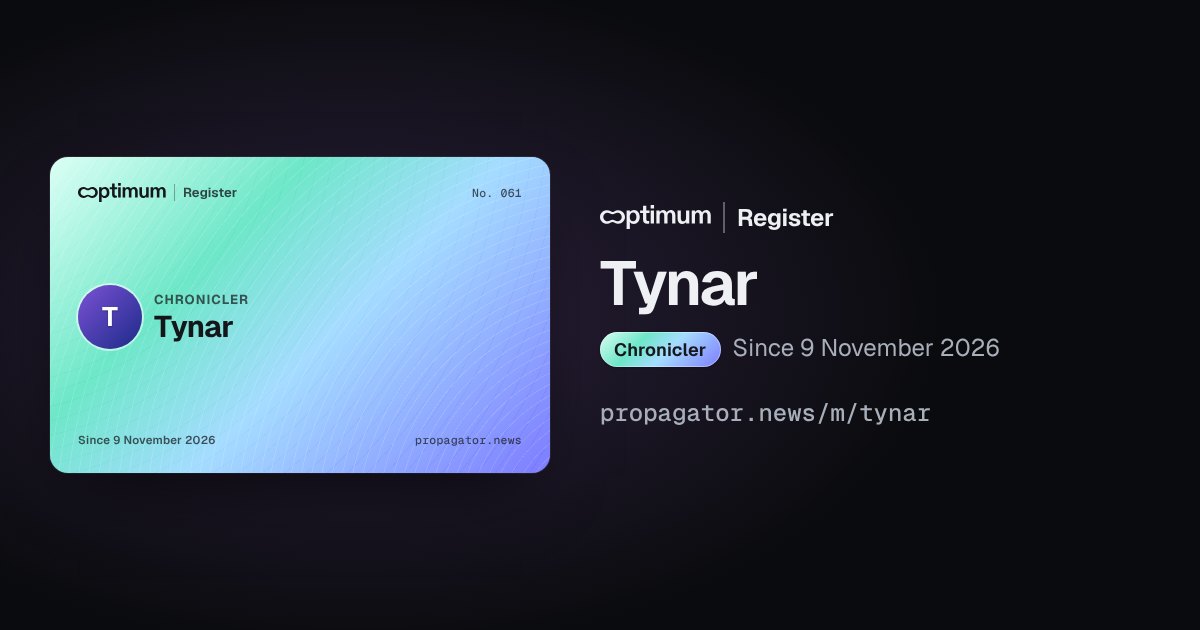 optimum | Register
No. 061
T
CHRONICLER
Tynar
Since 9 November 2026
propagator.news
optimum | Register
Tynar
Chronicler
Since 9 November 2026
propagator.news/m/tynar